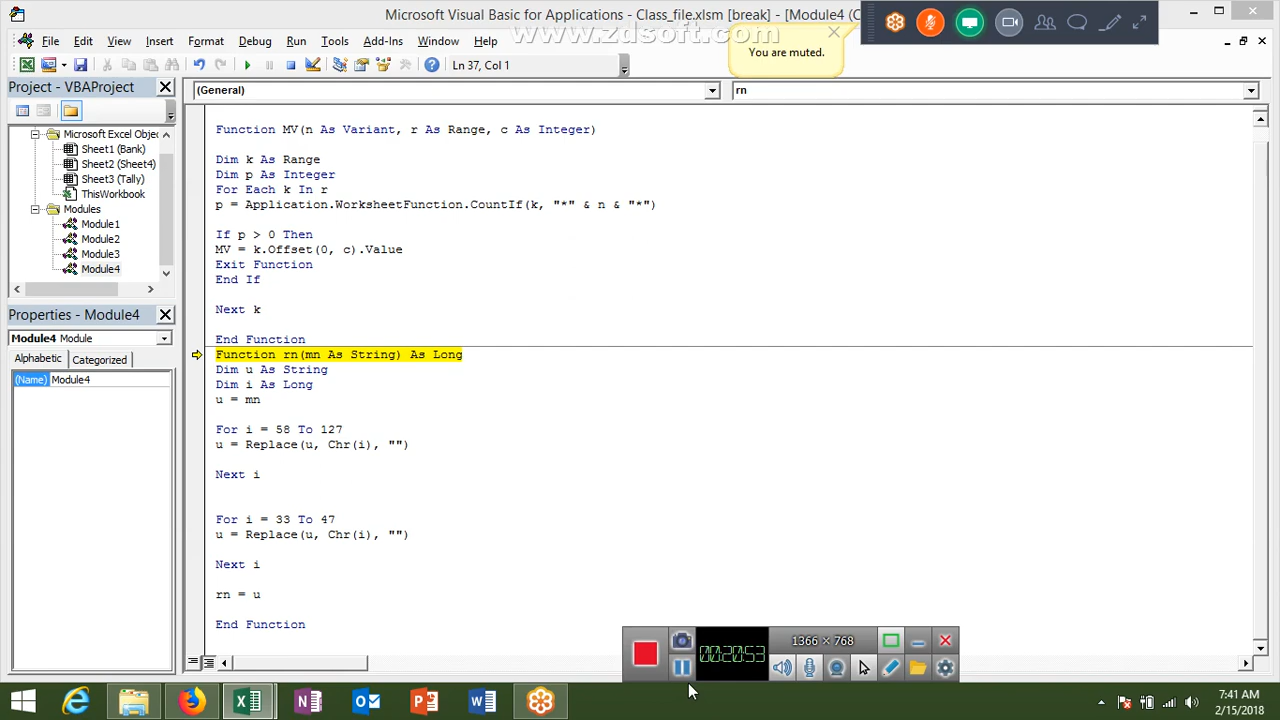 Microsoft Visual Basic for Applications - Class_file.xlsm [break] - [Module4 (C
www.zdsoft.com
You are muted.
File Edit View Insert Format Debug Run Tools Add-Ins Window Help
Ln 37, Col 1
Project - VBAProject
(General)
rn
Microsoft Excel Objec
Sheet1 (Bank)
Sheet2 (Sheet4)
Sheet3 (Tally)
ThisWorkbook
Modules
Module1
Module2
Module3
Module4
Properties - Module4
Module4 Module
Alphabetic Categorized
(Name) Module4
Function MV(n As Variant, r As Range, c As Integer)
Dim k As Range
Dim p As Integer
For Each k In r
p = Application.WorksheetFunction.CountIf(k, "*" & n & "*")
If p > 0 Then
MV = k.Offset(0, c).Value
Exit Function
End If
Next k
End Function
Function rn(mn As String) As Long
Dim u As String
Dim i As Long
u = mn
For i = 58 To 127
u = Replace(u, Chr(i), "")
Next i
For i = 33 To 47
u = Replace(u, Chr(i), "")
Next i
rn = u
End Function
00:20:53
1366 × 768
7:41 AM
2/15/2018